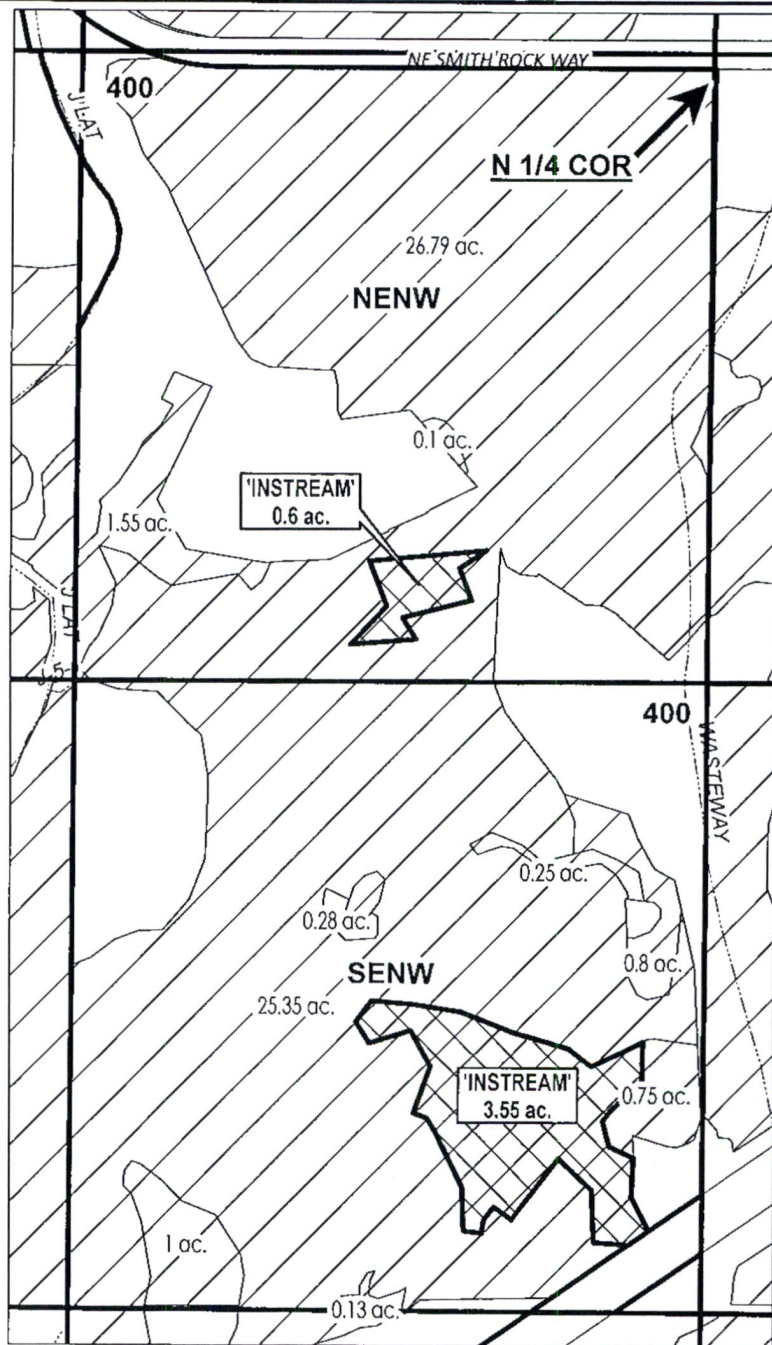 NE SMITH ROCK WAY
400
J LAT
N 1/4 COR
26.79 ac.
NENW
0.1 ac.
'INSTREAM'
0.6 ac.
1.55 ac.
J LAT
J-5
400
WASTEWAY
0.25 ac.
0.28 ac.
0.8 ac.
SENW
25.35 ac.
'INSTREAM'
3.55 ac.
0.75 ac.
1 ac.
0.13 ac.